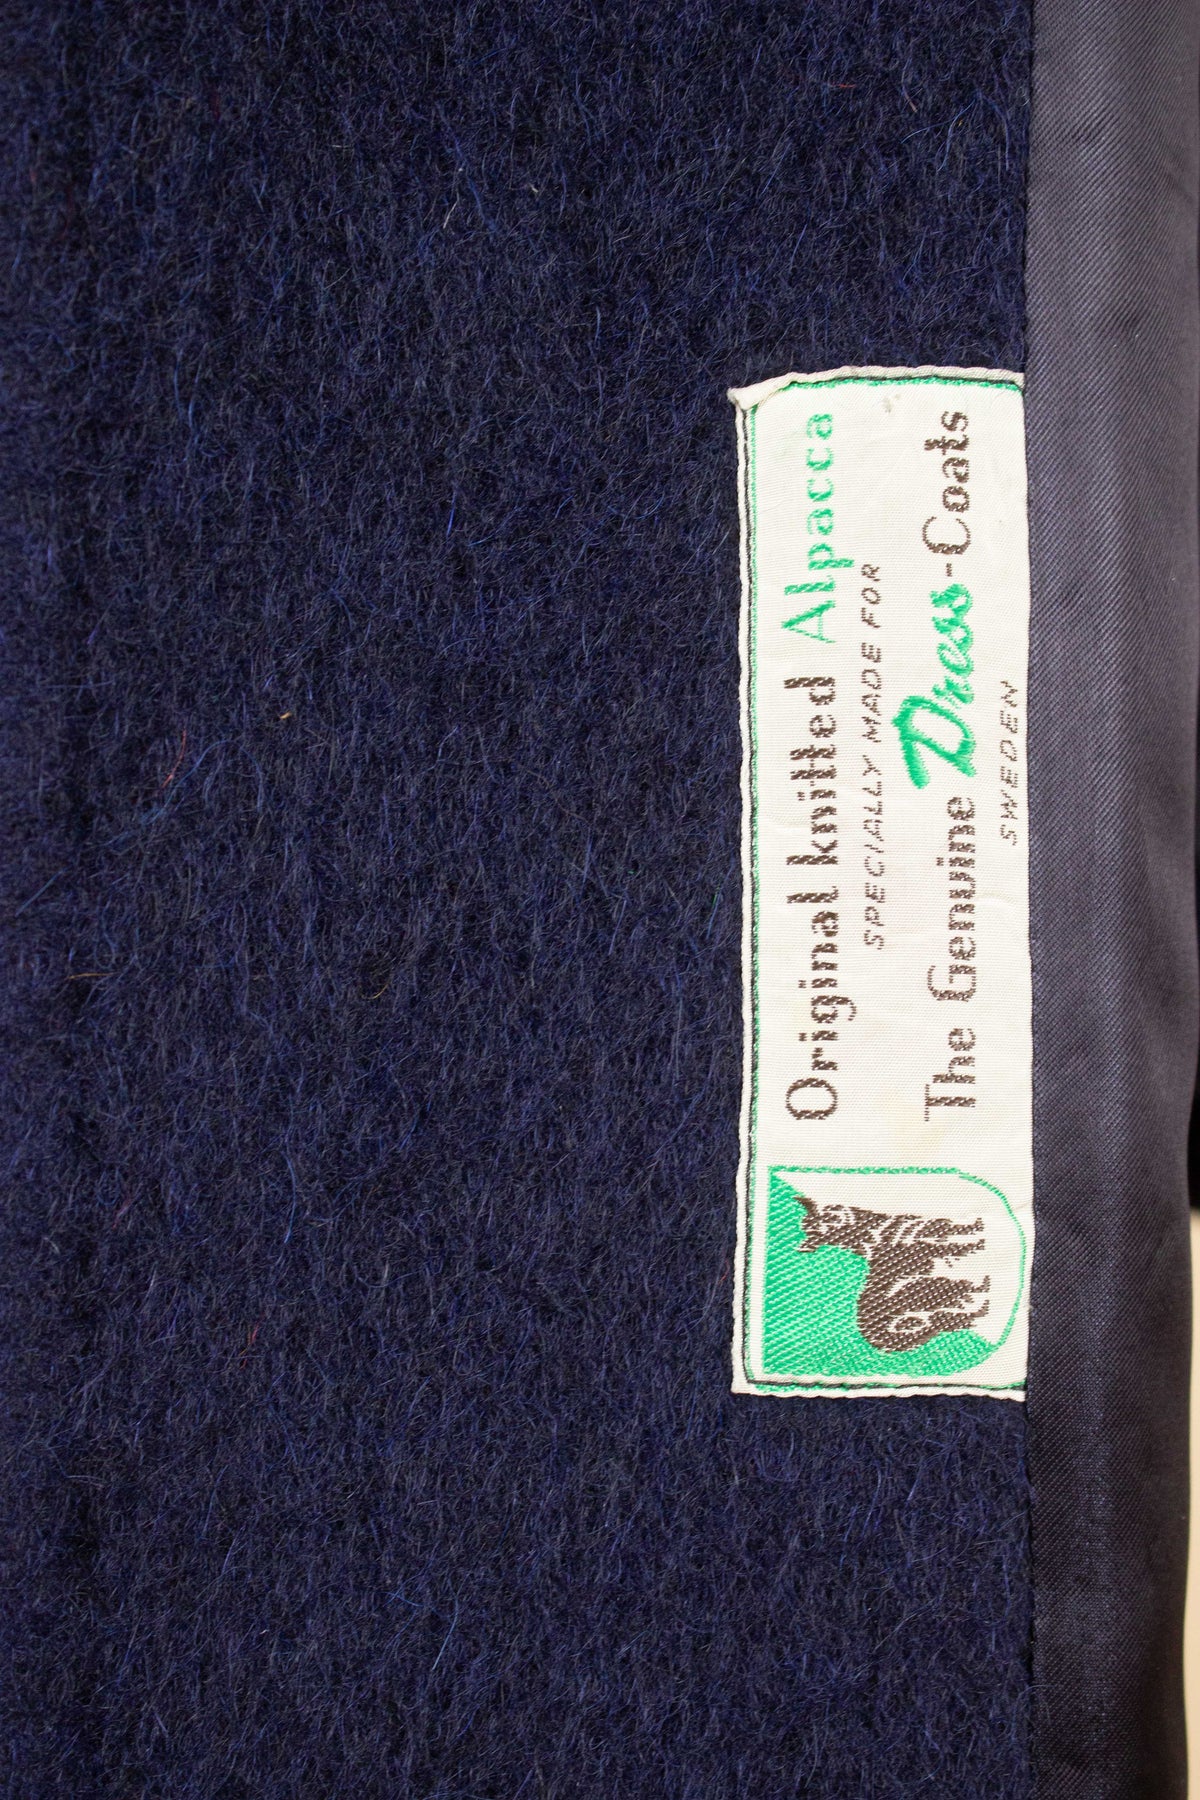 Original knitted Alpacca
SPECIALLY MADE FOR
The Genuine Dress-Coats
SWEDEN